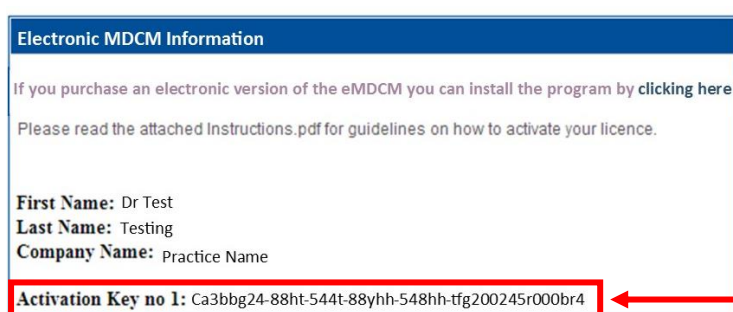 Electronic MDCM Information
If you purchase an electronic version of the eMDCM you can install the program by clicking here
Please read the attached Instructions.pdf for guidelines on how to activate your licence.
First Name: Dr Test
Last Name: Testing
Company Name: Practice Name
Activation Key no 1: Ca3bbg24-88ht-544t-88yhh-548hh-tfg200245r000br4